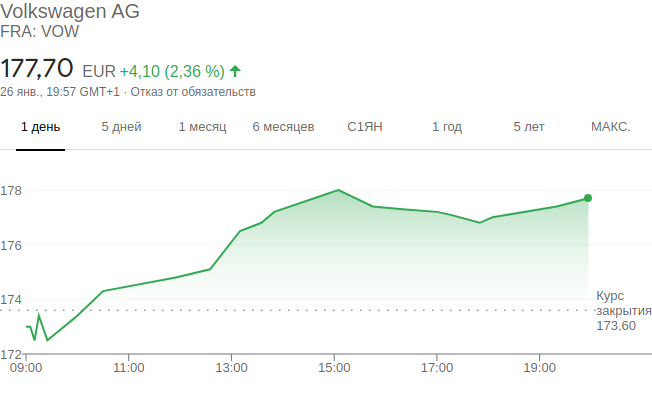 Volkswagen AG
FRA: VOW
177,70 EUR +4,10 (2,36 %)
26 янв., 19:57 GMT+1 · Отказ от обязательств
1 день 5 дней 1 месяц 6 месяцев С1ЯН 1 год 5 лет МАКС.
178
176
174
172
Курс
закрытия
173,60
09:00 11:00 13:00 15:00 17:00 19:00